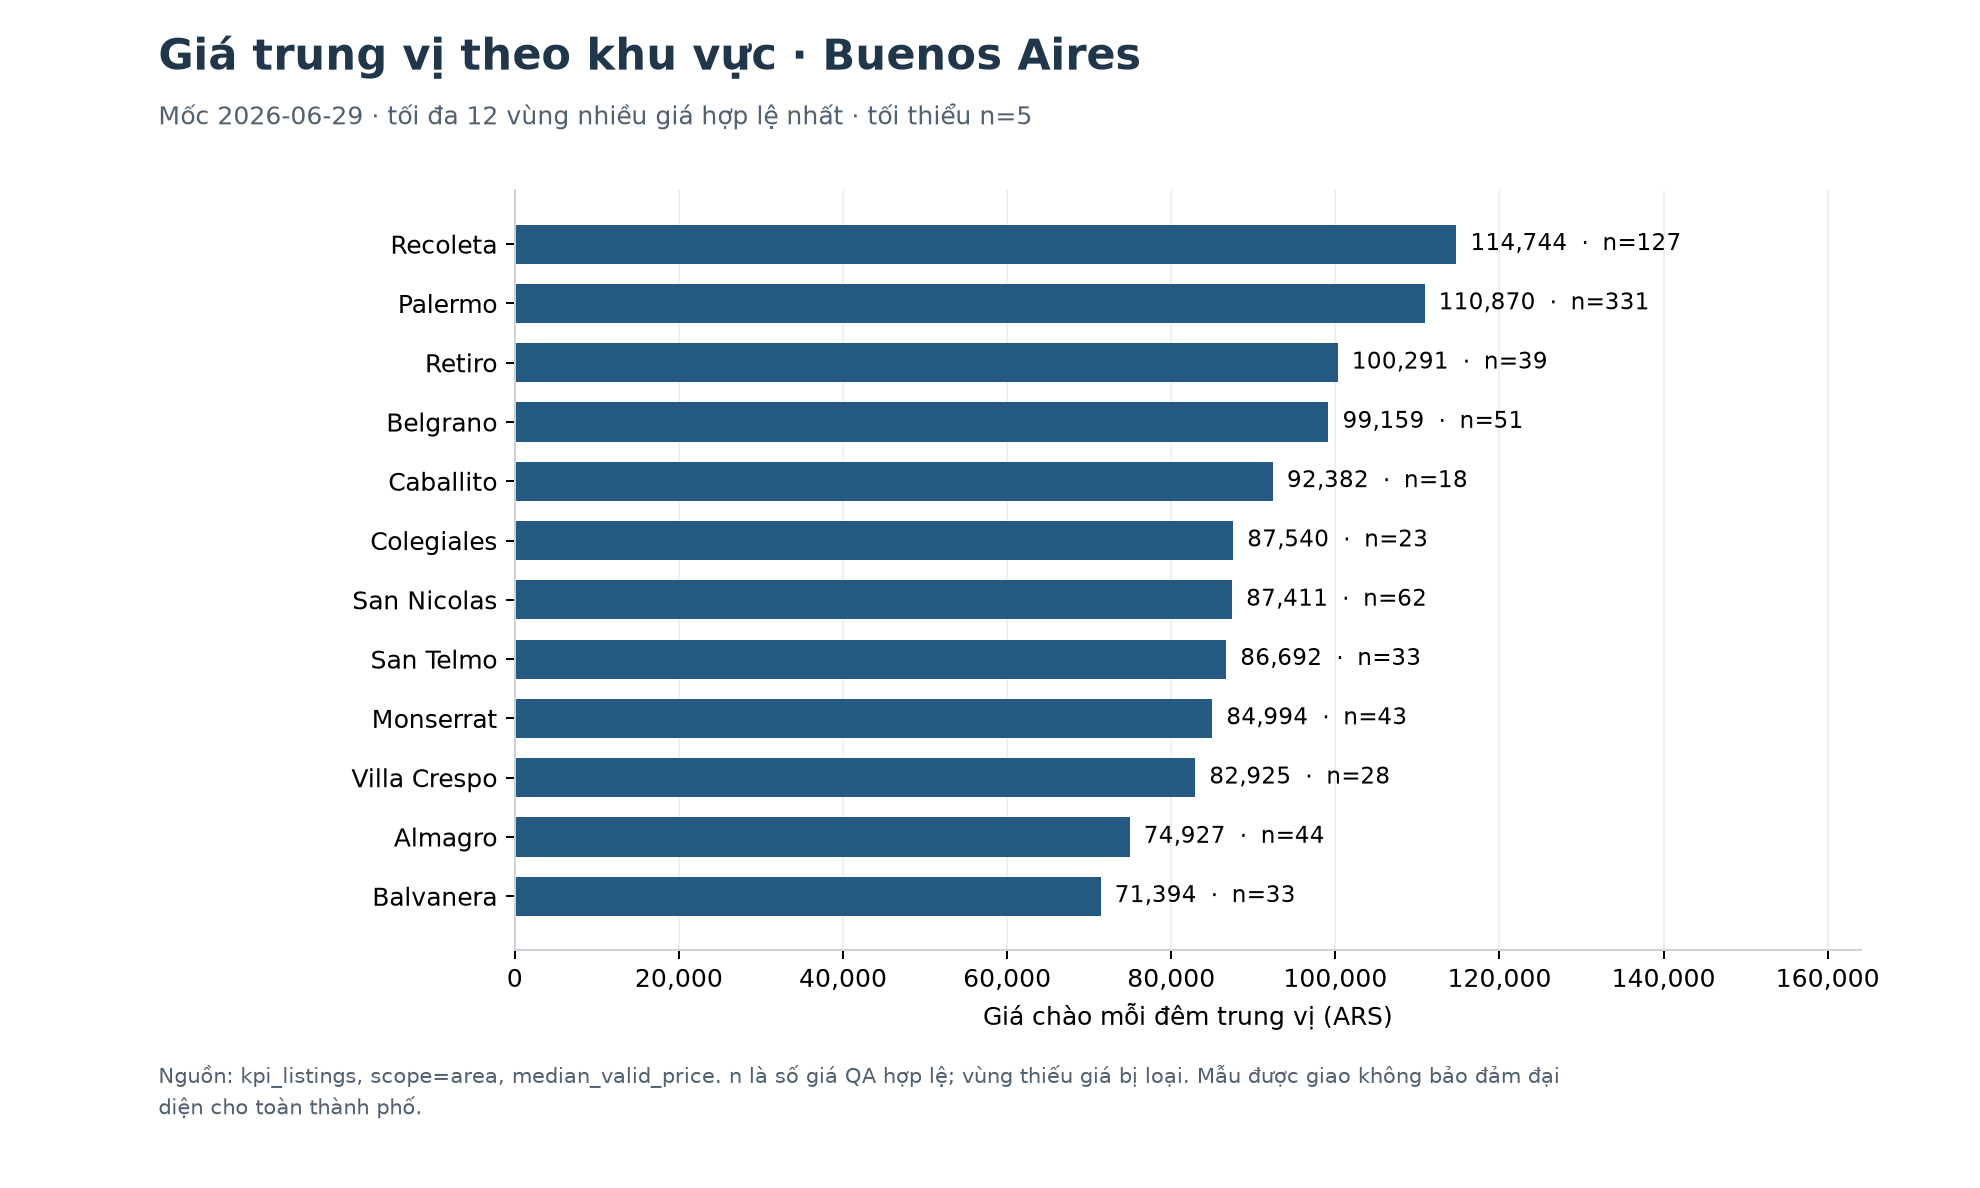 Giá trung vị theo khu vực · Buenos Aires
Mốc 2026-06-29 · tối đa 12 vùng nhiều giá hợp lệ nhất · tối thiểu n=5
Recoleta 114,744 · n=127
Palermo 110,870 · n=331
Retiro 100,291 · n=39
Belgrano 99,159 · n=51
Caballito 92,382 · n=18
Colegiales 87,540 · n=23
San Nicolas 87,411 · n=62
San Telmo 86,692 · n=33
Monserrat 84,994 · n=43
Villa Crespo 82,925 · n=28
Almagro 74,927 · n=44
Balvanera 71,394 · n=33
0 20,000 40,000 60,000 80,000 100,000 120,000 140,000 160,000
Giá chào mỗi đêm trung vị (ARS)
Nguồn: kpi_listings, scope=area, median_valid_price. n là số giá QA hợp lệ; vùng thiếu giá bị loại. Mẫu được giao không bảo đảm đại
diện cho toàn thành phố.